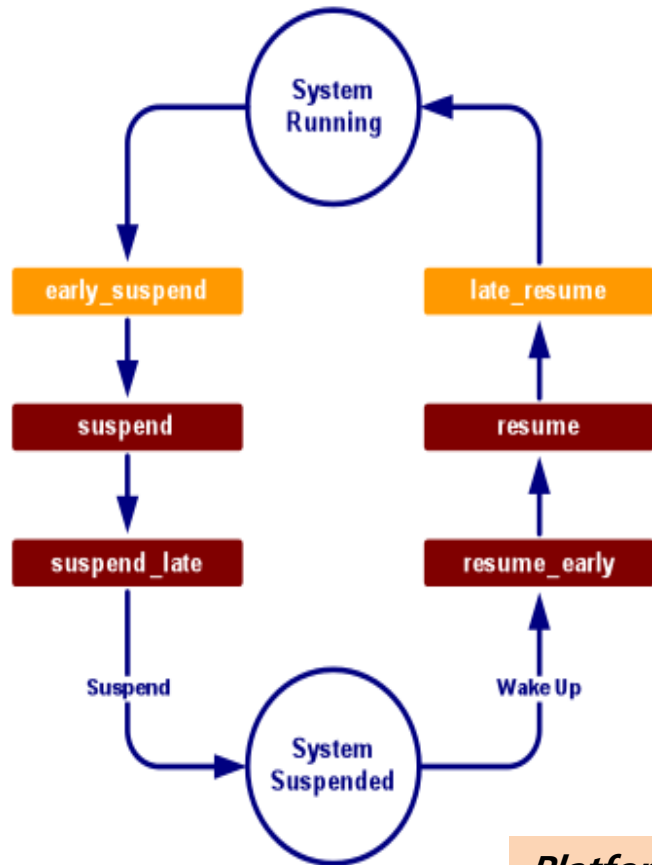 System
Running
early_suspend
late_resume
suspend
resume
suspend_late
resume_early
Suspend
Wake Up
System
Suspended